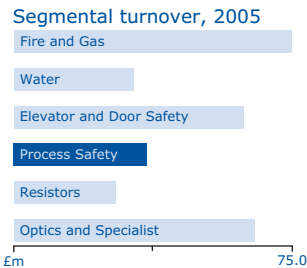 Segmental turnover, 2005
Fire and Gas
Water
Elevator and Door Safety
Process Safety
Resistors
Optics and Specialist
£m 75.0